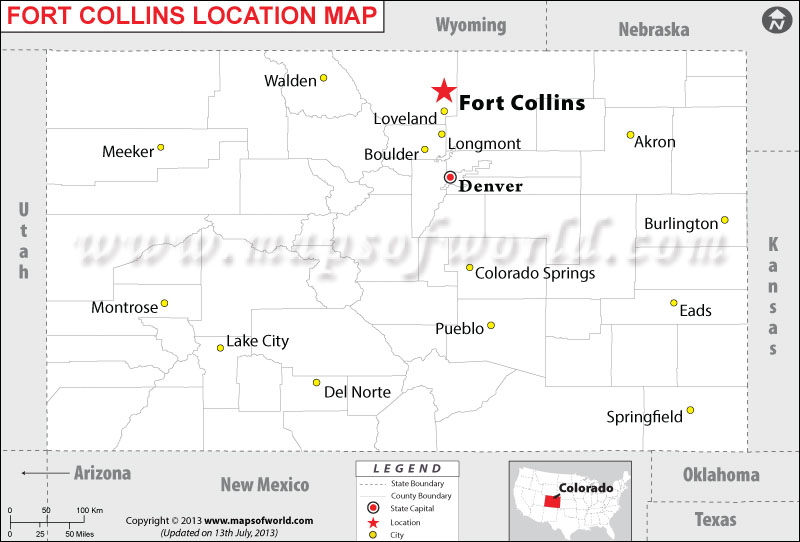 FORT COLLINS LOCATION MAP
Wyoming
Nebraska
N
Walden
Fort Collins
Loveland
Longmont
Akron
Meeker
Boulder
Denver
Utah
Burlington
www.mapsofworld.com
Kansas
Colorado Springs
Montrose
Eads
Pueblo
Lake City
Del Norte
Springfield
Arizona
New Mexico
Oklahoma
Texas
LEGEND
State Boundary
County Boundary
State Capital
Location
City
Colorado
0 50 100 Km
0 25 50 Miles
Copyright © 2013 www.mapsofworld.com
(Updated on 13th July, 2013)